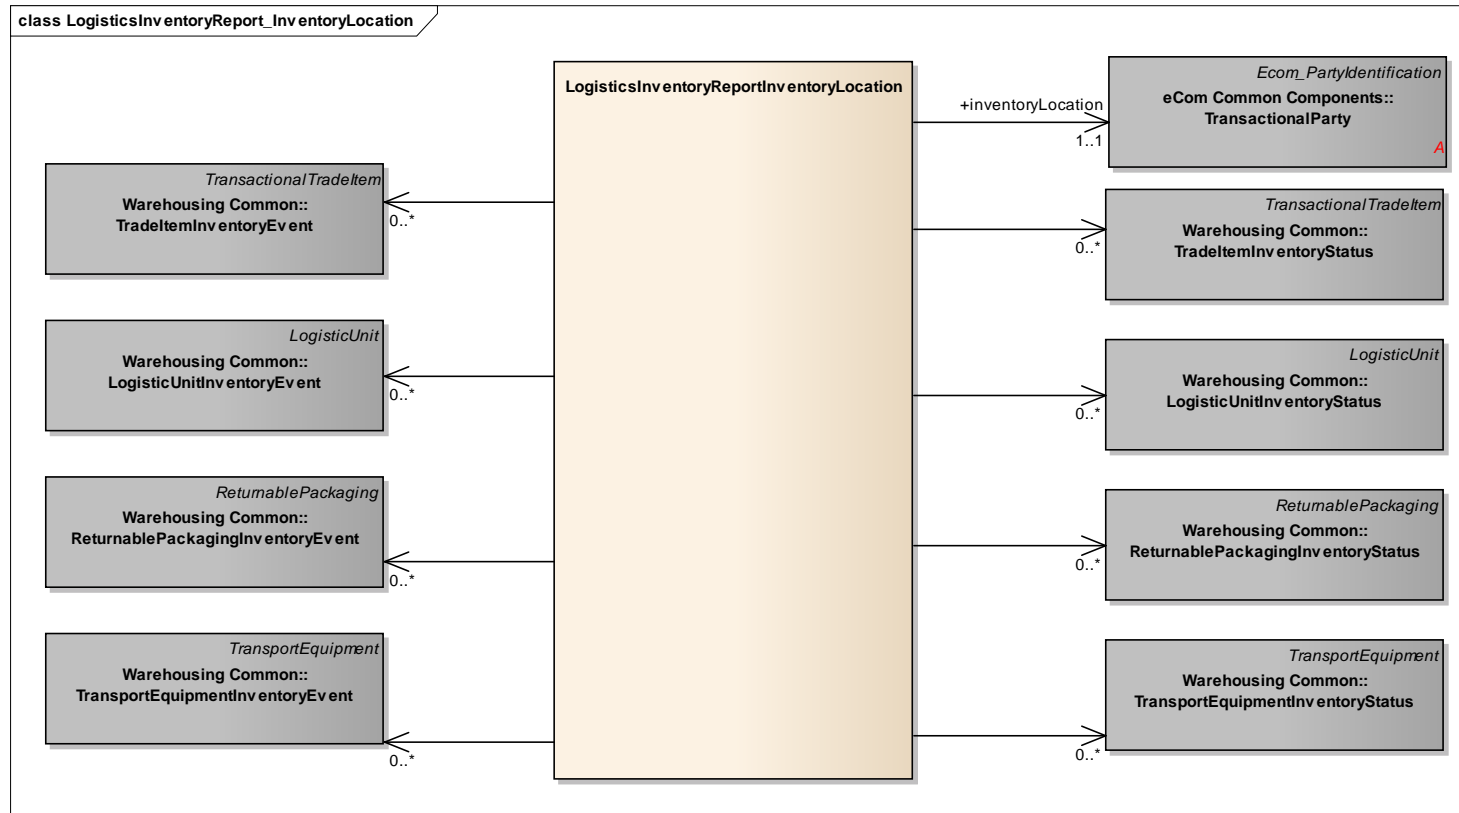 class LogisticsInventoryReport_InventoryLocation
LogisticsInventoryReportInventoryLocation
+inventoryLocation
1..1
Ecom_PartyIdentification
eCom Common Components::
TransactionalParty
A
TransactionalTradeItem
Warehousing Common::
TradeItemInventoryEvent
0..*
TransactionalTradeItem
Warehousing Common::
TradeItemInventoryStatus
0..*
LogisticUnit
Warehousing Common::
LogisticUnitInventoryEvent
0..*
LogisticUnit
Warehousing Common::
LogisticUnitInventoryStatus
0..*
ReturnablePackaging
Warehousing Common::
ReturnablePackagingInventoryEvent
0..*
ReturnablePackaging
Warehousing Common::
ReturnablePackagingInventoryStatus
0..*
TransportEquipment
Warehousing Common::
TransportEquipmentInventoryEvent
0..*
TransportEquipment
Warehousing Common::
TransportEquipmentInventoryStatus
0..*